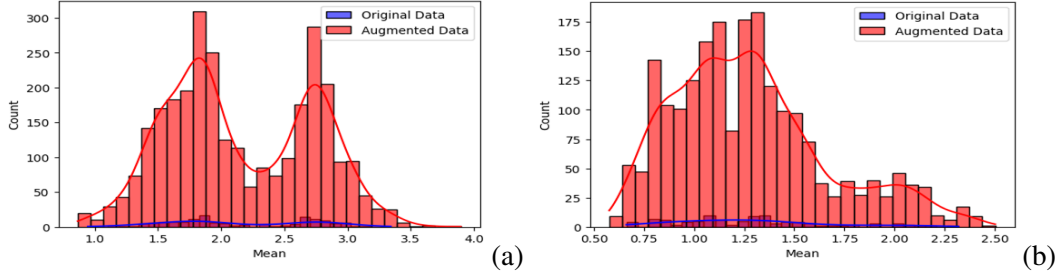 Original Data
Augmented Data
300
250
200
150
100
50
0
Count
1.0 1.5 2.0 2.5 3.0 3.5 4.0
Mean
(a)
Original Data
Augmented Data
175
150
125
100
75
50
25
0
Count
0.50 0.75 1.00 1.25 1.50 1.75 2.00 2.25 2.50
Mean
(b)